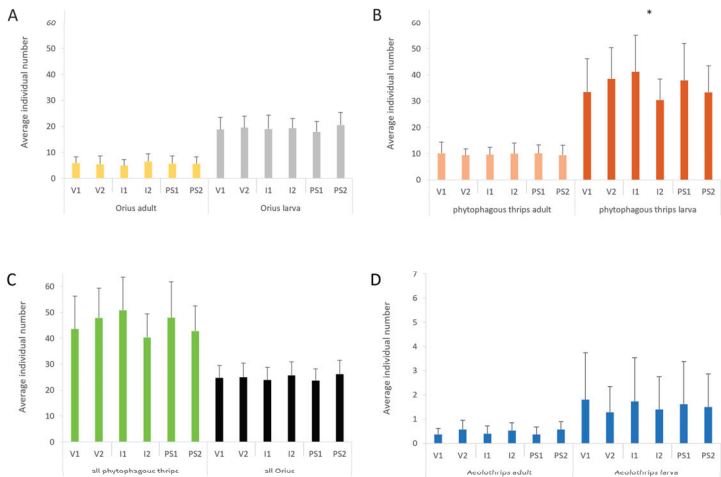 A
Average individual number
60
50
40
30
20
10
0
V1 V2 I1 I2 PS1 PS2 V1 V2 I1 I2 PS1 PS2
Orius adult Orius larva
B
*
Average individual number
60
50
40
30
20
10
0
V1 V2 I1 I2 PS1 PS2 V1 V2 I1 I2 PS1 PS2
phytophagous thrips adult phytophagous thrips larva
C
Average individual number
60
50
40
30
20
10
0
V1 V2 I1 I2 PS1 PS2 V1 V2 I1 I2 PS1 PS2
all phytophagous thrips all Orius
D
Average individual number
7
6
5
4
3
2
1
0
V1 V2 I1 I2 PS1 PS2 V1 V2 I1 I2 PS1 PS2
Aeolothrips adult Aeolothrips larva